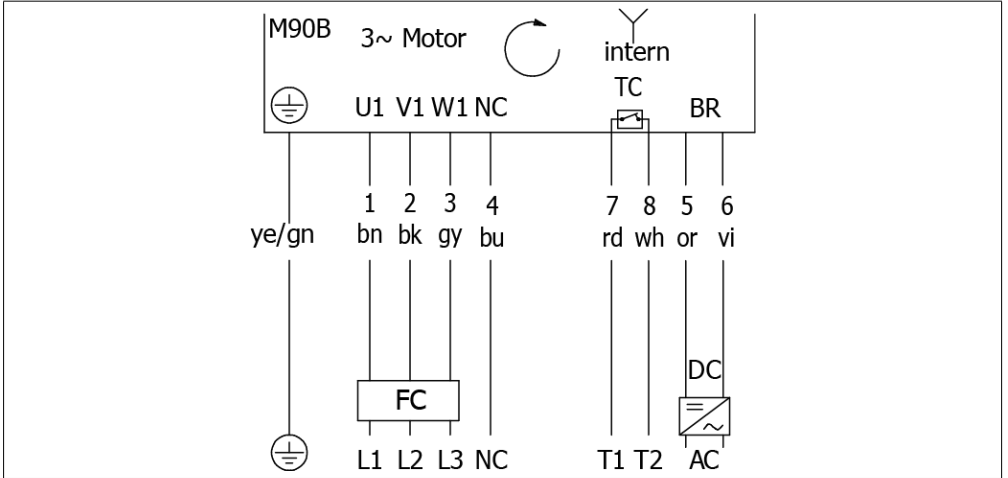 M90B
3~ Motor
intern
TC
U1 V1 W1 NC
BR
1 2 3 4 7 8 5 6
ye/gn bn bk gy bu rd wh or vi
DC
FC
L1 L2 L3 NC T1 T2 AC